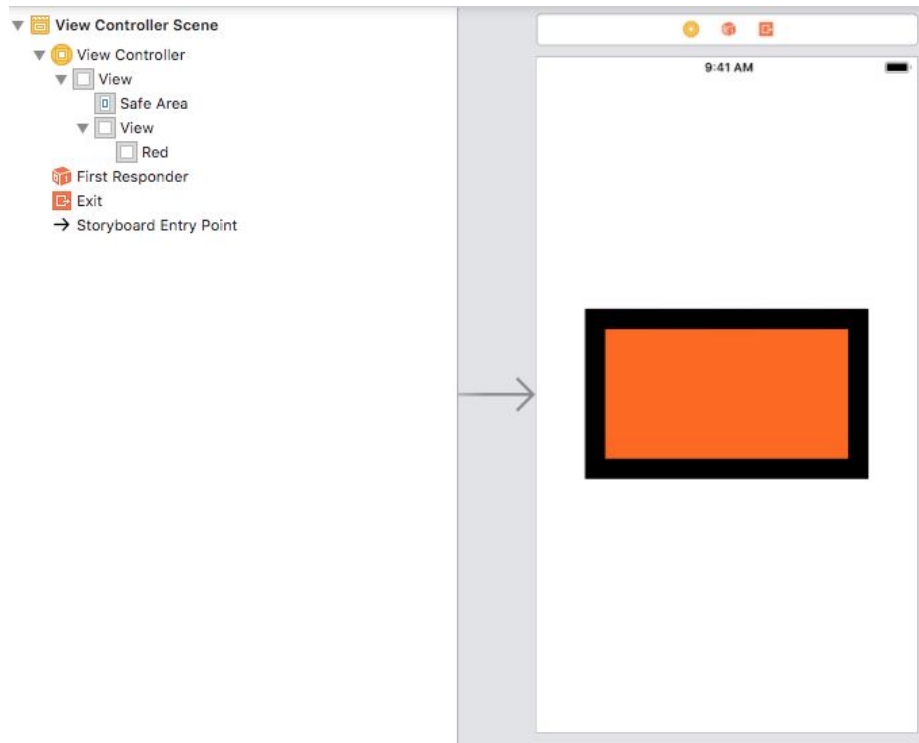 View Controller Scene
View Controller
View
Safe Area
View
Red
First Responder
Exit
Storyboard Entry Point
9:41 AM